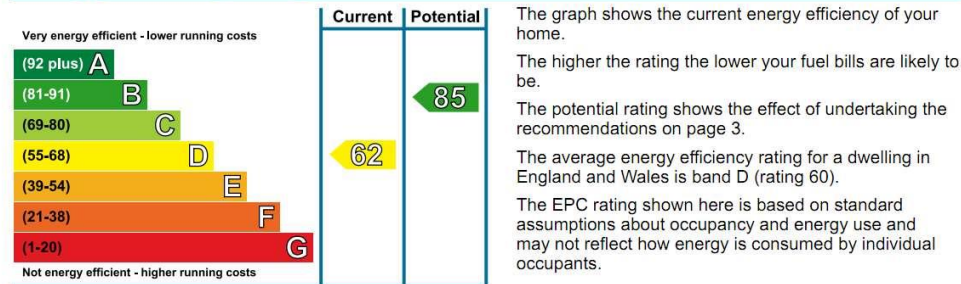 Current Potential
Very energy efficient - lower running costs
(92 plus) A
(81-91) B
85
(69-80) C
(55-68) D
62
(39-54) E
(21-38) F
(1-20) G
Not energy efficient - higher running costs
The graph shows the current energy efficiency of your
home.
The higher the rating the lower your fuel bills are likely to
be.
The potential rating shows the effect of undertaking the
recommendations on page 3.
The average energy efficiency rating for a dwelling in
England and Wales is band D (rating 60).
The EPC rating shown here is based on standard
assumptions about occupancy and energy use and
may not reflect how energy is consumed by individual
occupants.